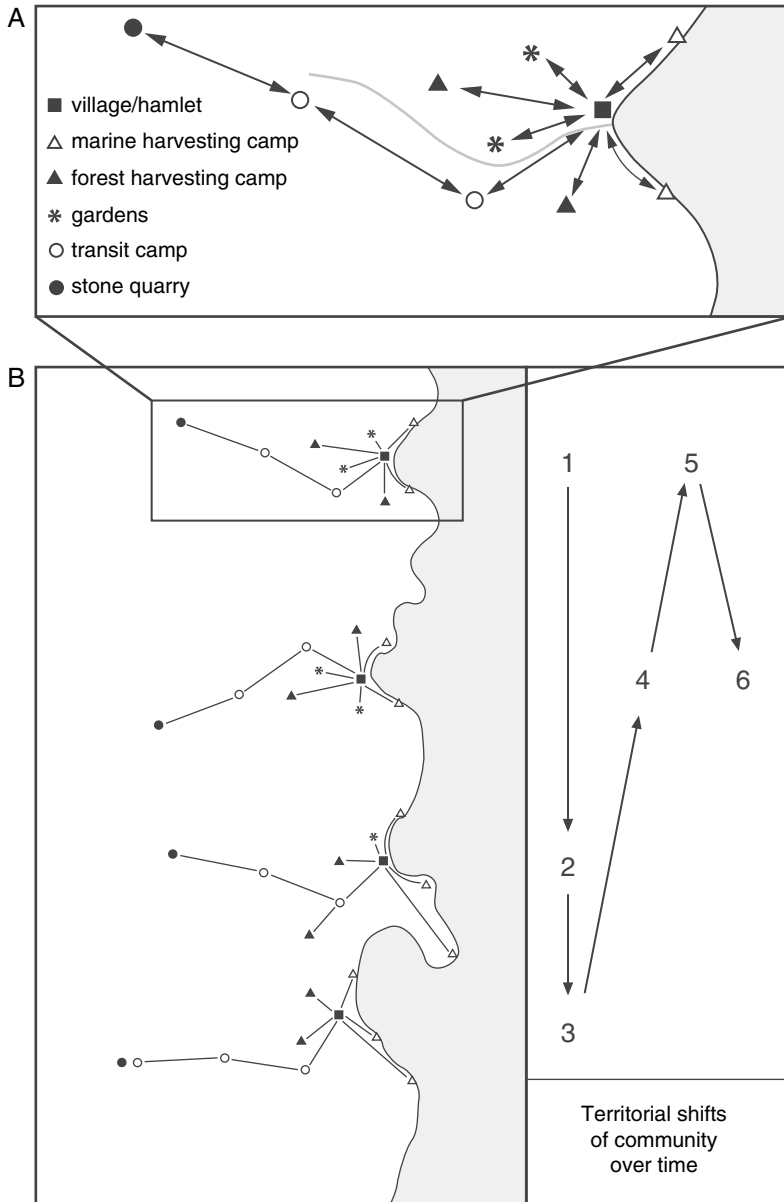 A
village/hamlet
marine harvesting camp
forest harvesting camp
gardens
transit camp
stone quarry
B
1
5
4
6
2
3
Territorial shifts
of community
over time